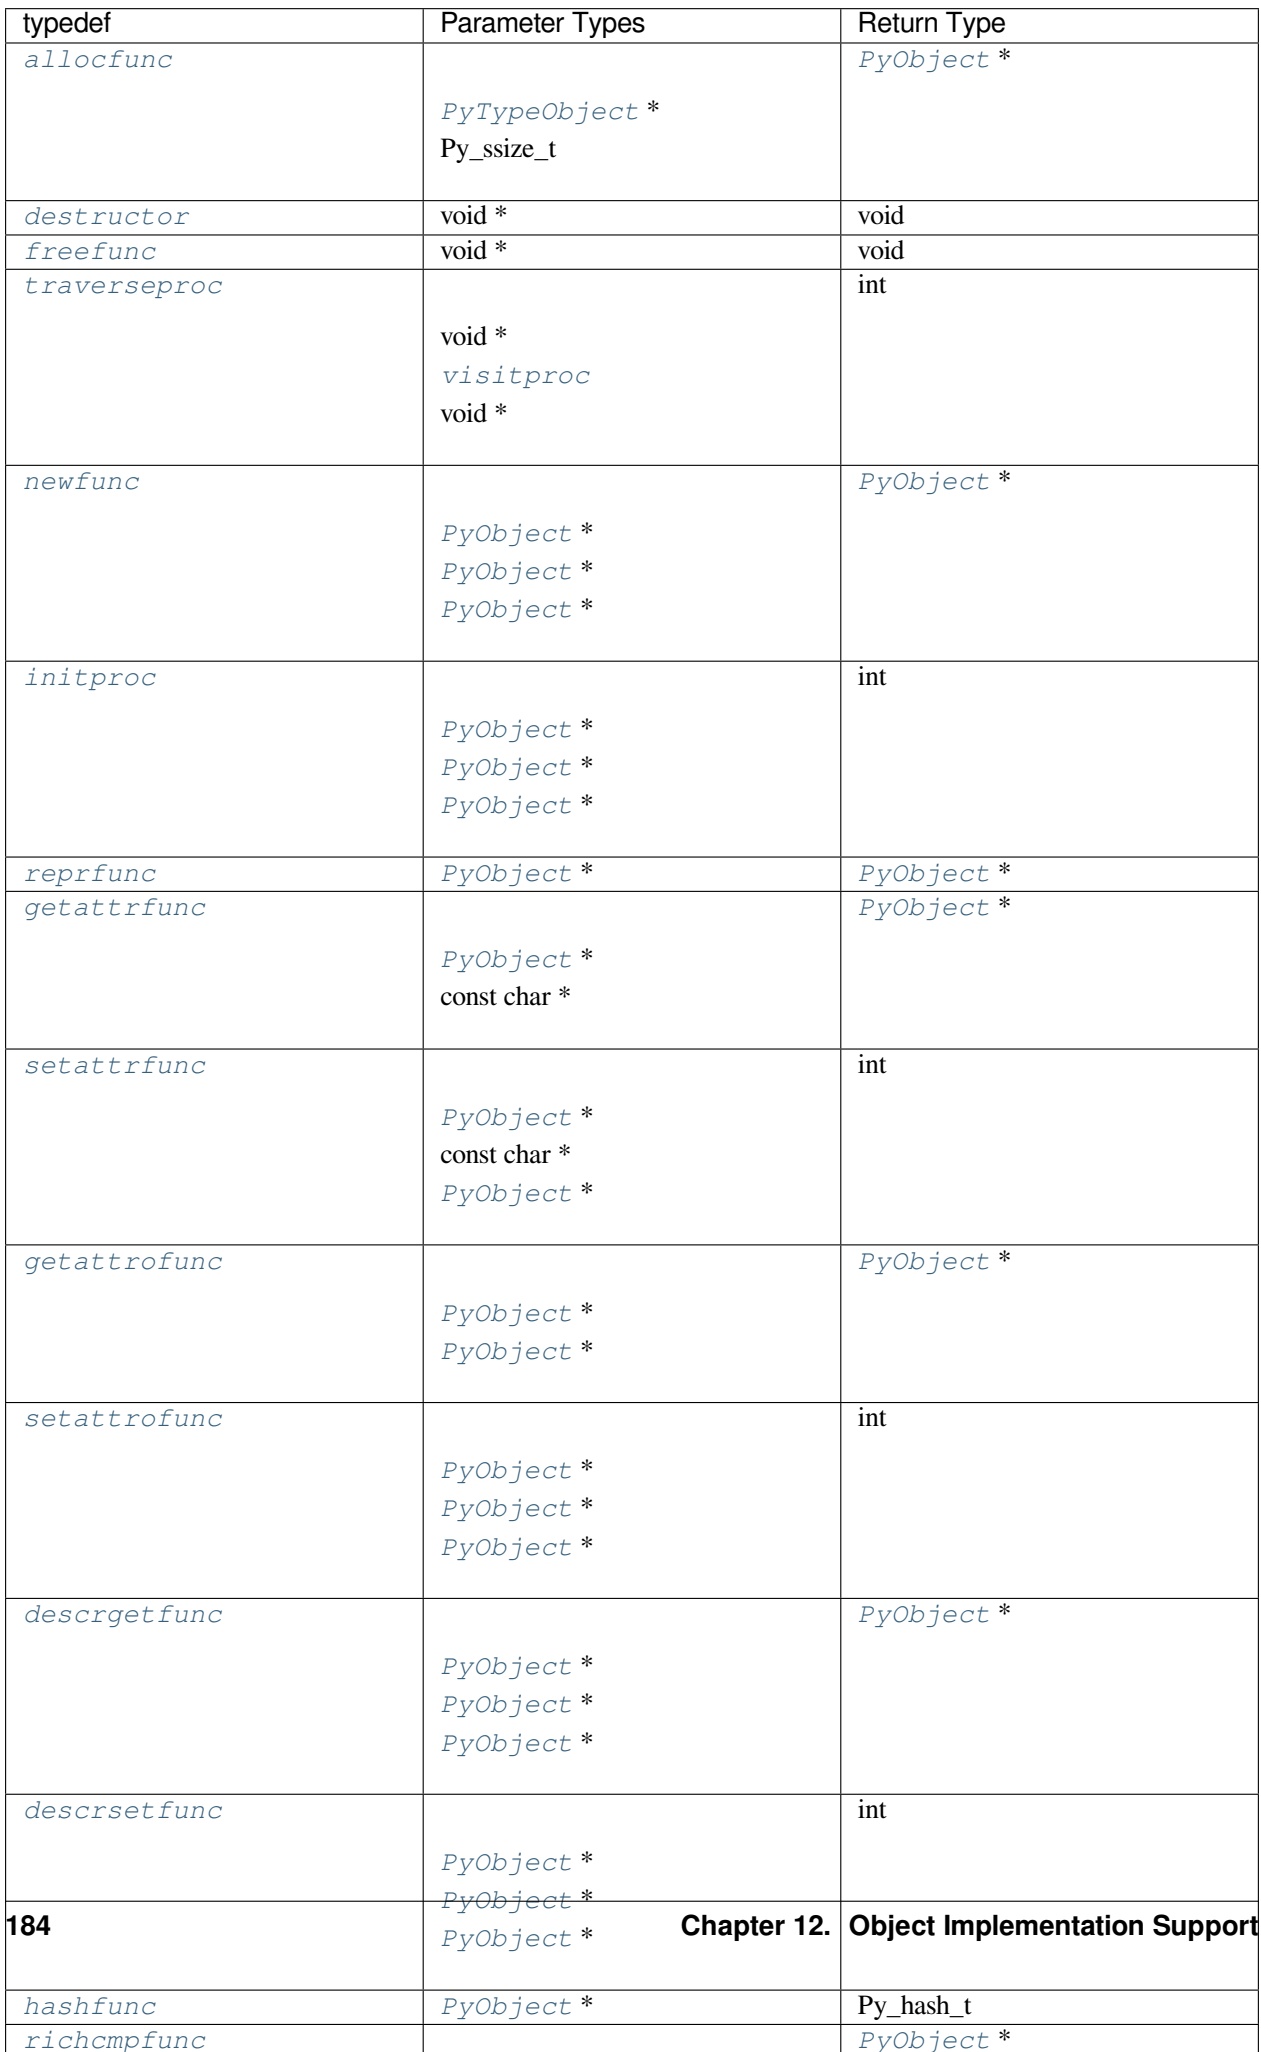 typedef Parameter Types Return Type
allocfunc PyObject *
PyTypeObject *
Py_ssize_t
destructor void * void
freefunc void * void
traverseproc int
void *
visitproc
void *
newfunc PyObject *
PyObject *
PyObject *
PyObject *
initproc int
PyObject *
PyObject *
PyObject *
reprfunc PyObject * PyObject *
getattrfunc PyObject *
PyObject *
const char *
setattrfunc int
PyObject *
const char *
PyObject *
getattrofunc PyObject *
PyObject *
PyObject *
setattrofunc int
PyObject *
PyObject *
PyObject *
descrgetfunc PyObject *
PyObject *
PyObject *
PyObject *
descrsetfunc int
PyObject *
PyObject *
184 Chapter 12. Object Implementation Support
PyObject *
hashfunc PyObject * Py_hash_t
richcmpfunc PyObject *